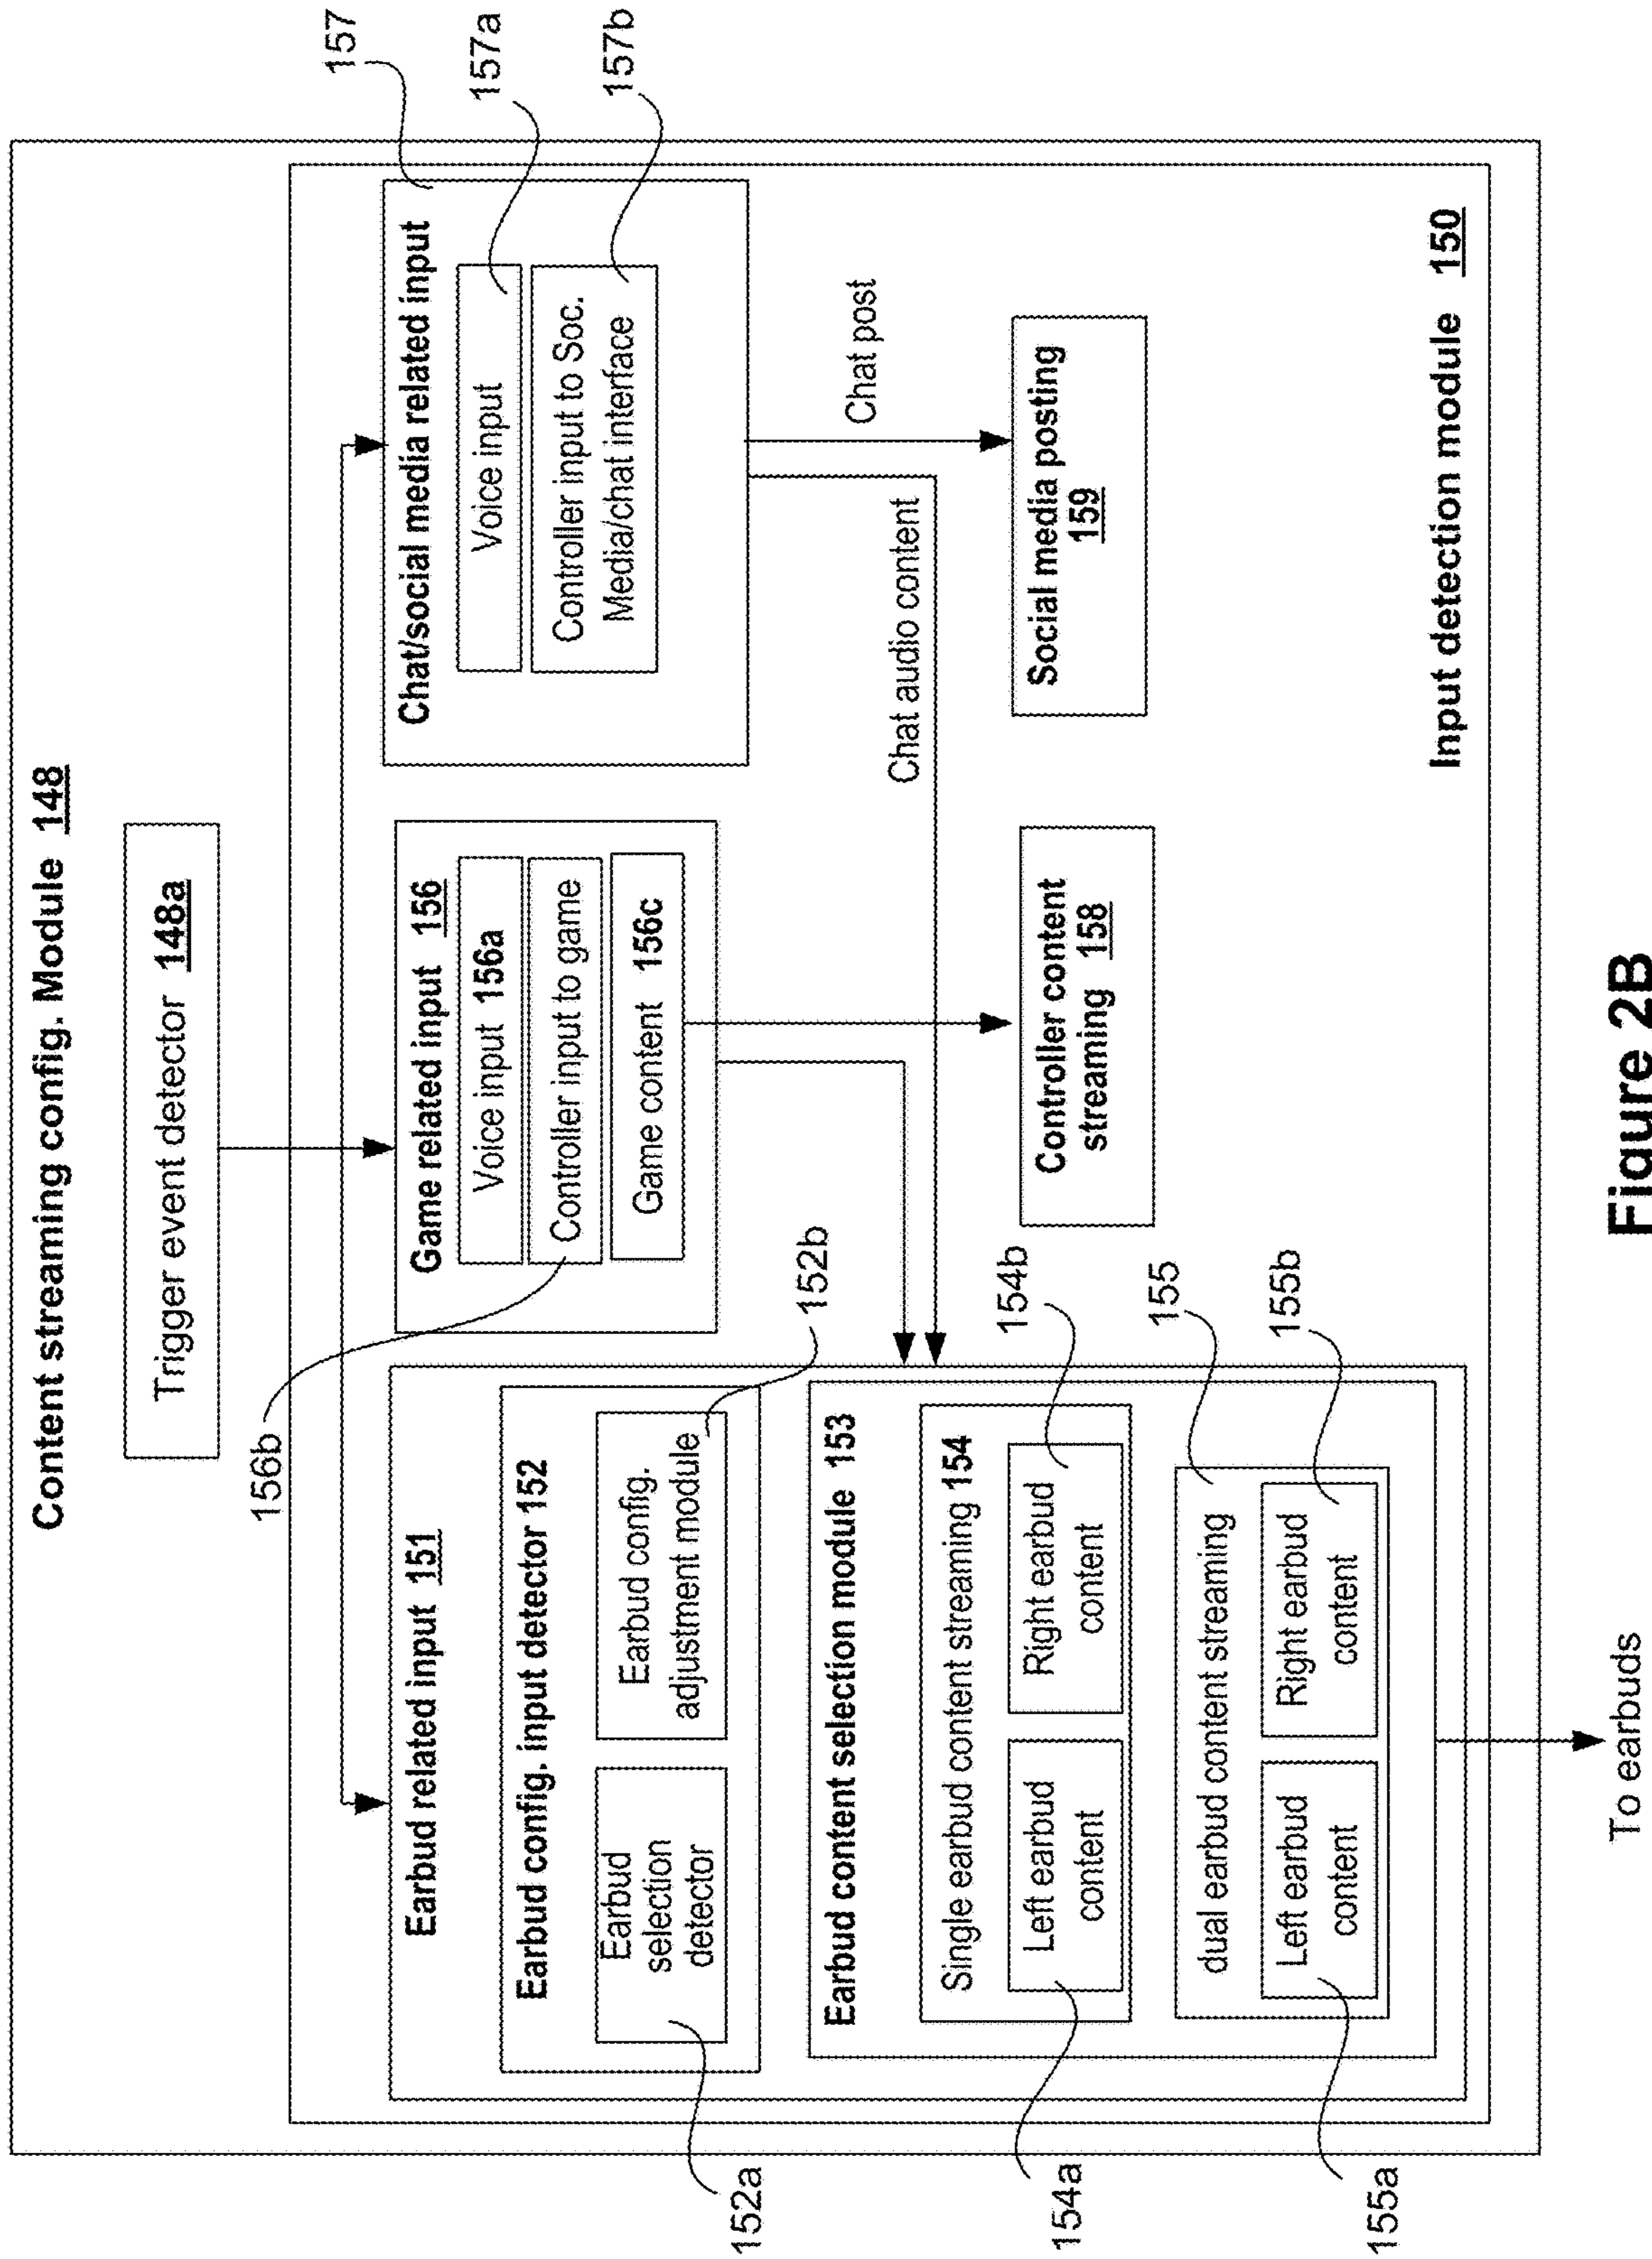 Content streaming config. Module 148
Trigger event detector 148a
156b
Earbud related input 151
Earbud config. input detector 152
Earbud
selection
detector
152a
Earbud config.
adjustment module
152b
Earbud content selection module 153
Single earbud content streaming 154
Left earbud
content
154a
Right earbud
content
154b
dual earbud content streaming
155
Left earbud
content
155a
Right earbud
content
155b
To earbuds
Game related input 156
Voice input 156a
Controller input to game
Game content 156c
Controller content
streaming 158
Chat/social media related input
157
Voice input
157a
Controller input to Soc.
Media/chat interface
157b
Chat audio content
Chat post
Social media posting
159
Input detection module 150
Figure 2B